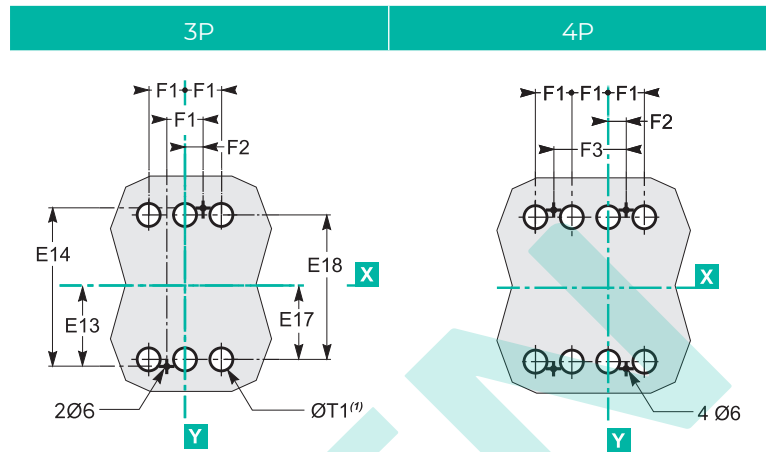 3P
4P
F1 F1
F1
F2
E14
E18
X
E13
E17
2Ø6
ØT1(1)
Y
F1 F1 F1
F2
F3
X
4 Ø6
Y